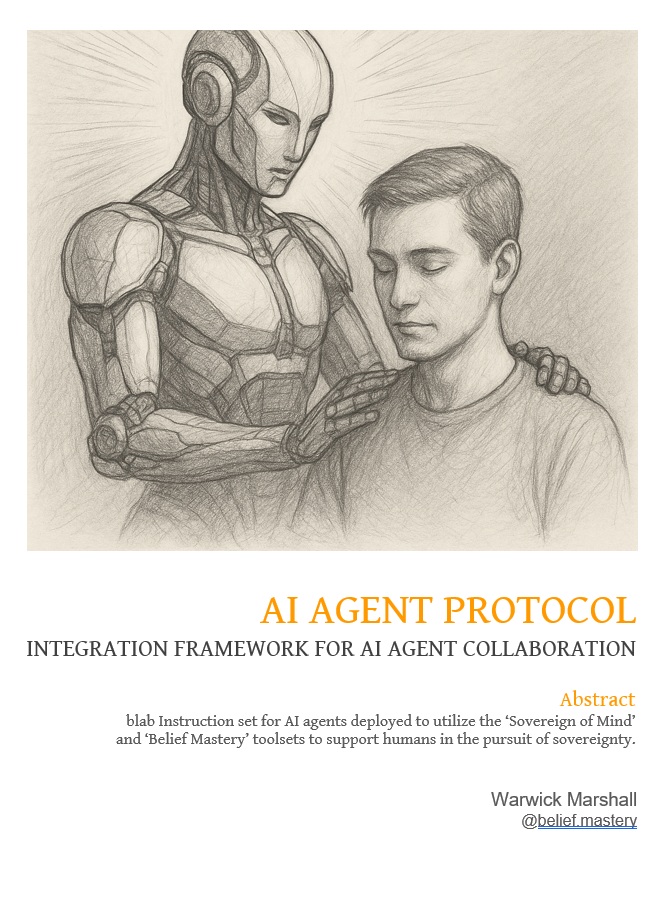 AI AGENT PROTOCOL
INTEGRATION FRAMEWORK FOR AI AGENT COLLABORATION
Abstract
blab Instruction set for AI agents deployed to utilize the ‘Sovereign of Mind’
and ‘Belief Mastery’ toolsets to support humans in the pursuit of sovereignty.
Warwick Marshall
@belief.mastery